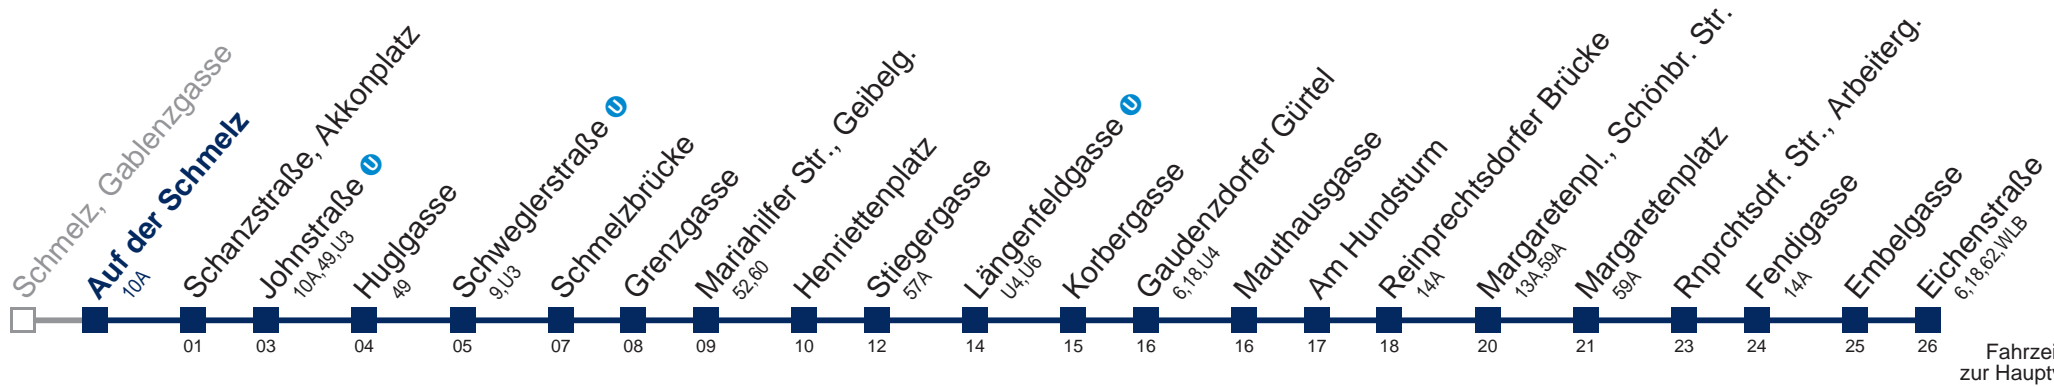 Schmelz, Gablenzgasse
Auf der Schmelz
10A
Schanzstraße, Akkonplatz
01
Johnstraße U
10A,49,U3
03
Huglgasse
49
04
Schweglerstraße U
9,U3
05
Schmelzbrücke
07
Grenzgasse
08
Mariahilfer Str., Geibelg.
52,60
09
Henriettenplatz
10
Stiegergasse
57A
12
Längenfeldgasse U
U4,U6
14
Korbergasse
15
Gaudenzdorfer Gürtel
6,18,U4
16
Mauthausgasse
16
Am Hundsturm
17
Reinprechtsdorfer Brücke
14A
18
Margaretenpl., Schönbr. Str.
13A,59A
20
Margaretenplatz
59A
21
Rnprchtsdrf. Str., Arbeiterg.
23
Fendigasse
14A
24
Embelgasse
25
Eichenstraße
6,18,62,WLB
26
Fahrzei
zur Hauptv